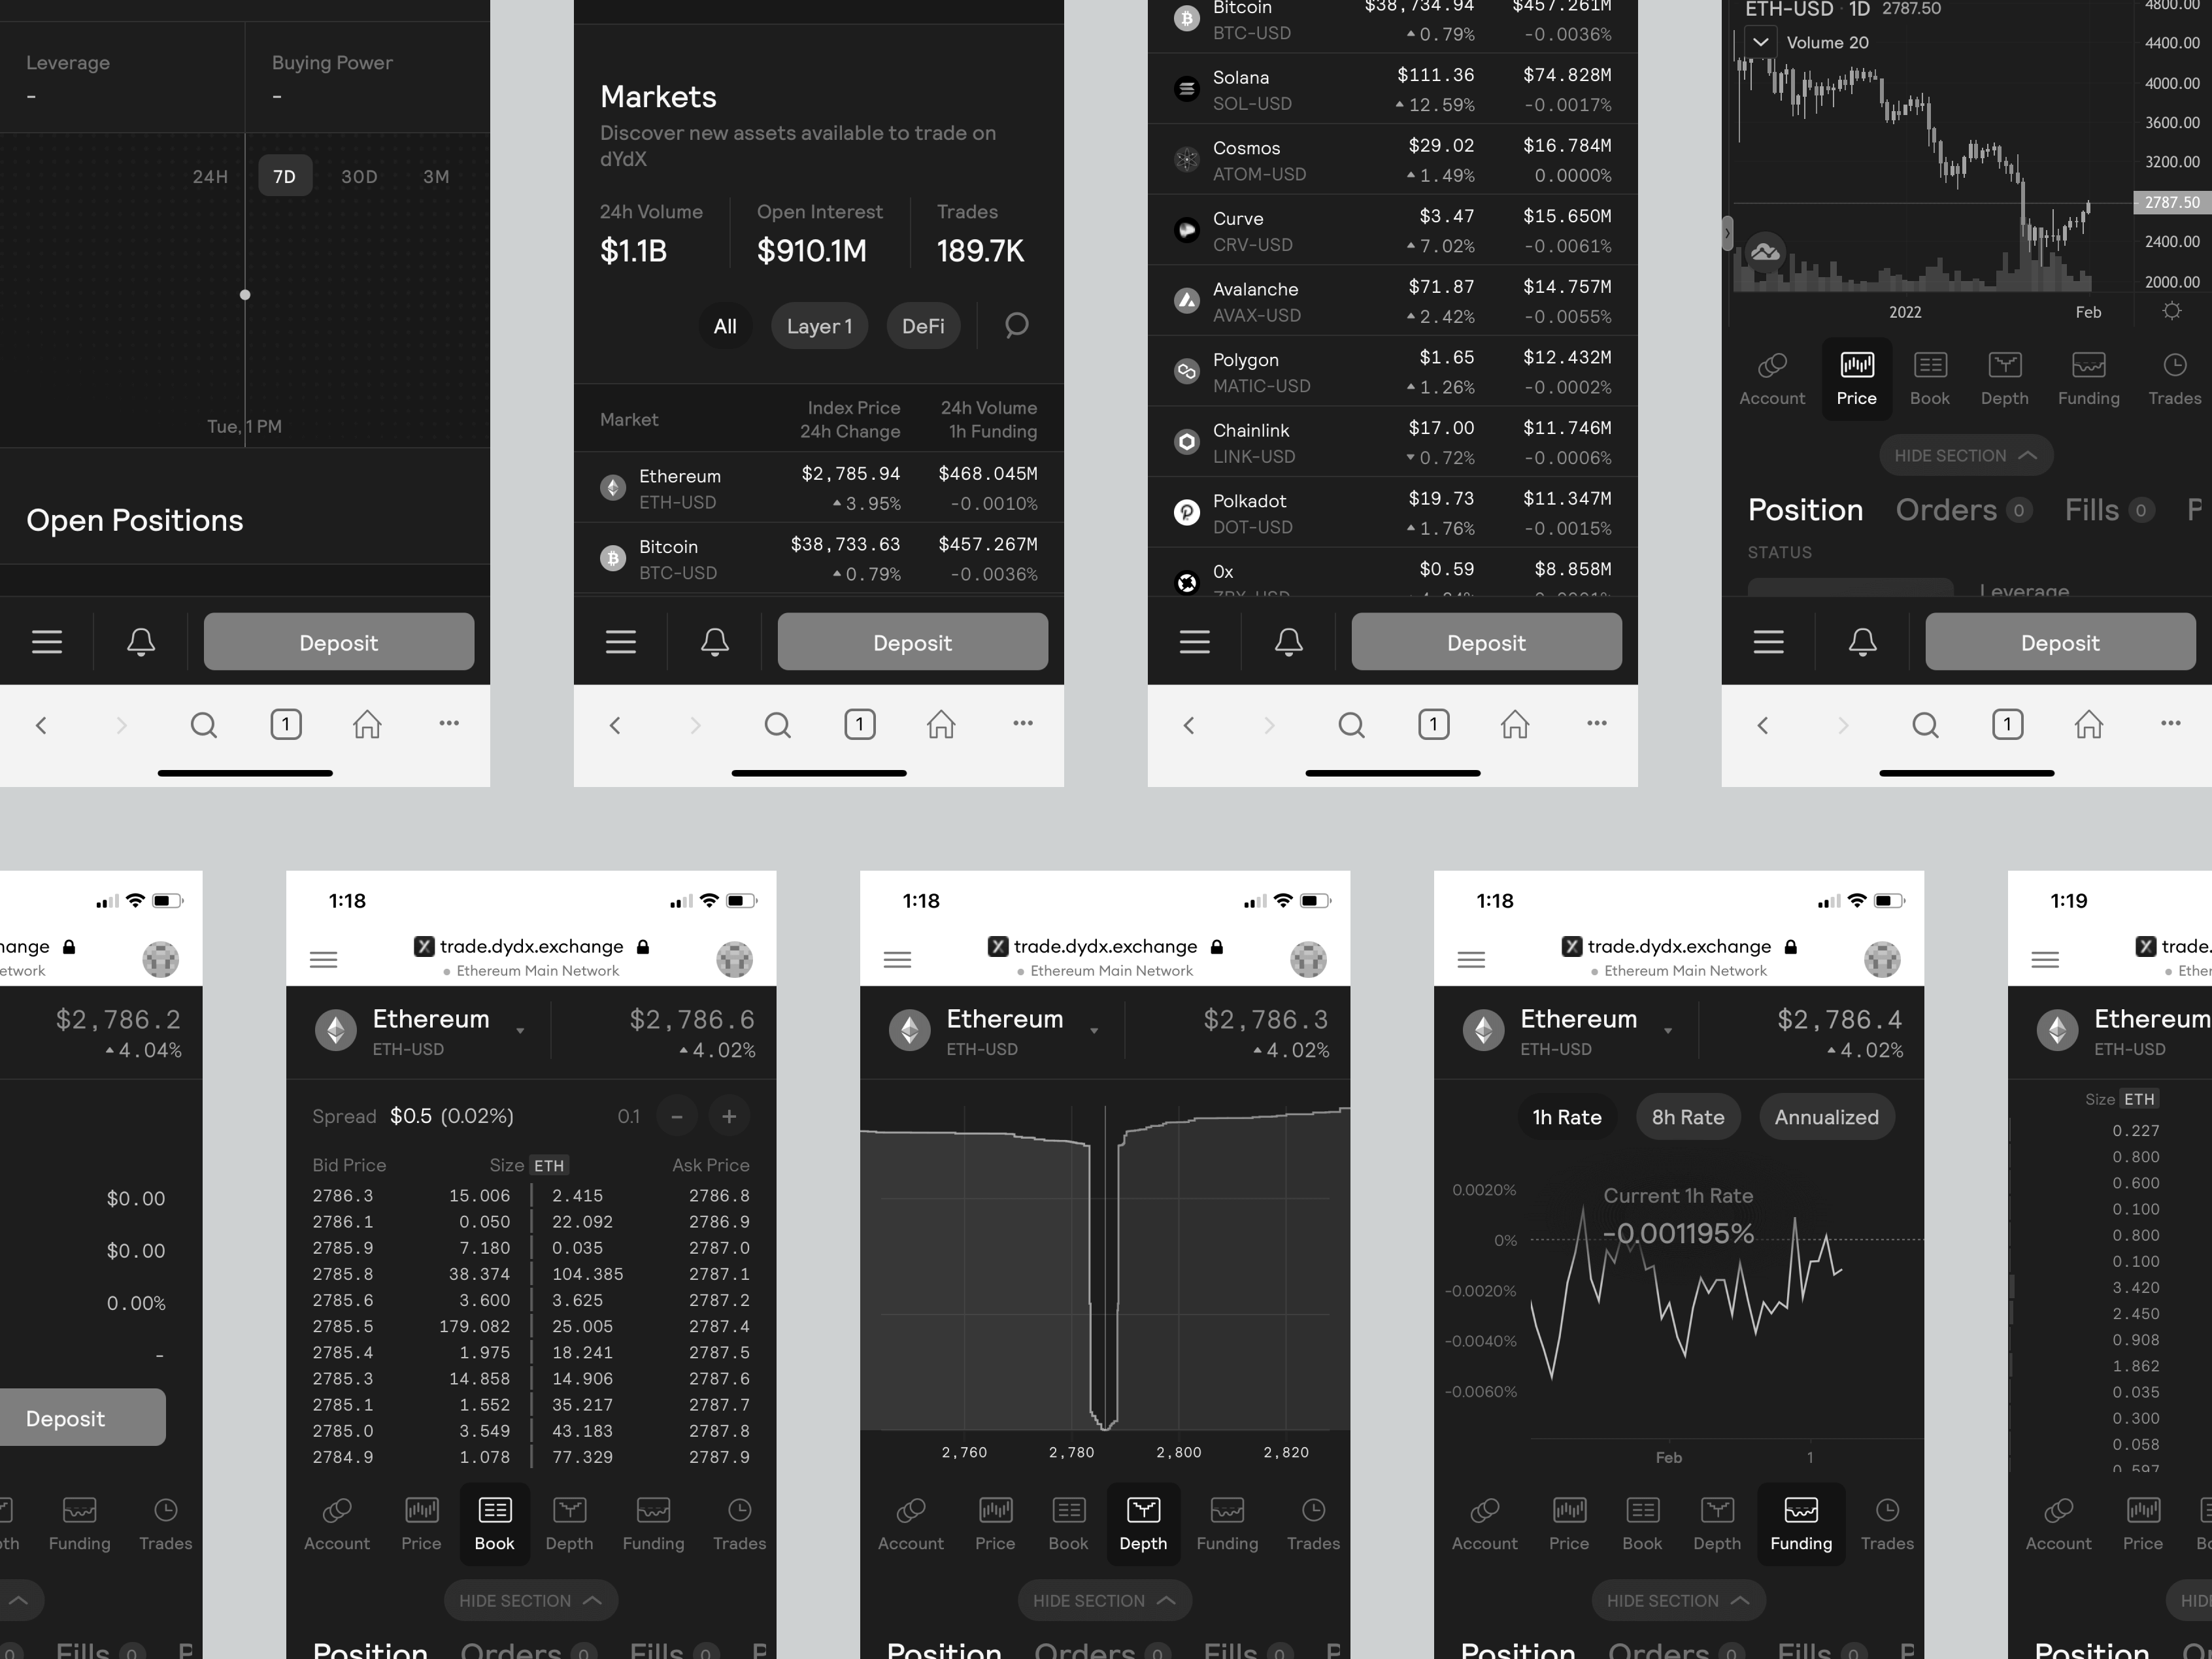 Leverage
-
Buying Power
-
24H 7D 30D 3M
Tue, 1 PM
Open Positions
Deposit
1
Markets
Discover new assets available to trade on
dYdX
24h Volume Open Interest Trades
$1.1B $910.1M 189.7K
All Layer 1 DeFi
Market Index Price 24h Volume
24h Change 1h Funding
Ethereum $2,785.94 $468.045M
ETH-USD 3.95% -0.0010%
Bitcoin $38,733.63 $457.267M
BTC-USD 0.79% -0.0036%
Deposit
1
Bitcoin $38,734.94 $457.261M
BTC-USD 0.79% -0.0036%
Solana $111.36 $74.828M
SOL-USD 12.59% -0.0017%
Cosmos $29.02 $16.784M
ATOM-USD 1.49% 0.0000%
Curve $3.47 $15.650M
CRV-USD 7.02% -0.0061%
Avalanche $71.87 $14.757M
AVAX-USD 2.42% -0.0055%
Polygon $1.65 $12.432M
MATIC-USD 1.26% -0.0002%
Chainlink $17.00 $11.746M
LINK-USD 0.72% -0.0006%
Polkadot $19.73 $11.347M
DOT-USD 1.76% -0.0015%
0x $0.59 $8.858M
Deposit
1
ETH-USD · 1D 2787.50
Volume 20
4800.00
4400.00
4000.00
3600.00
3200.00
2787.50
2400.00
2000.00
2022 Feb
Account Price Book Depth Funding Trades
HIDE SECTION
Position Orders 0 Fills 0 P
STATUS
Leverage
Deposit
1
hange
etwork
$2,786.2
4.04%
$0.00
$0.00
0.00%
-
Deposit
th Funding Trades
0 Fills 0 P
1:18
trade.dydx.exchange
Ethereum Main Network
Ethereum $2,786.6
ETH-USD 4.02%
Spread $0.5 (0.02%) 0.1 - +
Bid Price Size ETH Ask Price
2786.3 15.006 2.415 2786.8
2786.1 0.050 22.092 2786.9
2785.9 7.180 0.035 2787.0
2785.8 38.374 104.385 2787.1
2785.6 3.600 3.625 2787.2
2785.5 179.082 25.005 2787.4
2785.4 1.975 18.241 2787.5
2785.3 14.858 14.906 2787.6
2785.1 1.552 35.217 2787.7
2785.0 3.549 43.183 2787.8
2784.9 1.078 77.329 2787.9
Account Price Book Depth Funding Trades
HIDE SECTION
Position Orders 0 Fills 0 P
1:18
trade.dydx.exchange
Ethereum Main Network
Ethereum $2,786.3
ETH-USD 4.02%
2,760 2,780 2,800 2,820
Account Price Book Depth Funding Trades
HIDE SECTION
Position Orders 0 Fills 0 P
1:18
trade.dydx.exchange
Ethereum Main Network
Ethereum $2,786.4
ETH-USD 4.02%
1h Rate 8h Rate Annualized
Current 1h Rate
-0.001195%
0.0020%
0%
-0.0020%
-0.0040%
-0.0060%
Feb 1
Account Price Book Depth Funding Trades
HIDE SECTION
Position Orders 0 Fills 0 P
1:19
trade.
Ether
Ethereum
ETH-USD
Size ETH
0.227
0.800
0.600
0.100
0.800
0.100
3.420
2.450
0.908
1.862
0.035
0.300
0.058
0.597
Account Price Bo
HID
Position Or